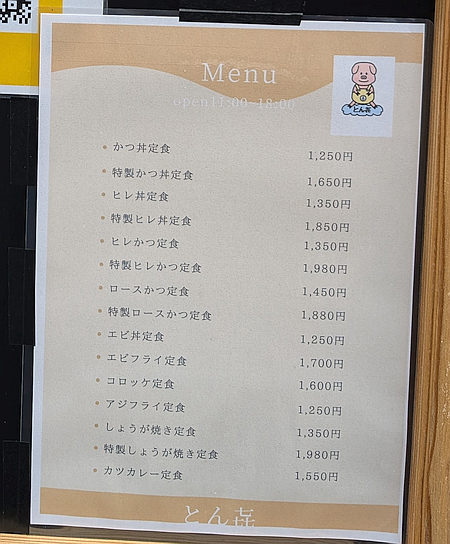 Menu
open11:00~18:00
とん㐂
かつ丼定食 1,250円
特製かつ丼定食 1,650円
ヒレ丼定食 1,350円
特製ヒレ丼定食 1,850円
ヒレかつ定食 1,350円
特製ヒレかつ定食 1,980円
ロースかつ定食 1,450円
特製ロースかつ定食 1,880円
エビ丼定食 1,250円
エビフライ定食 1,700円
コロッケ定食 1,600円
アジフライ定食 1,250円
しょうが焼き定食 1,350円
特製しょうが焼き定食 1,980円
カツカレー定食 1,550円
とん㐂